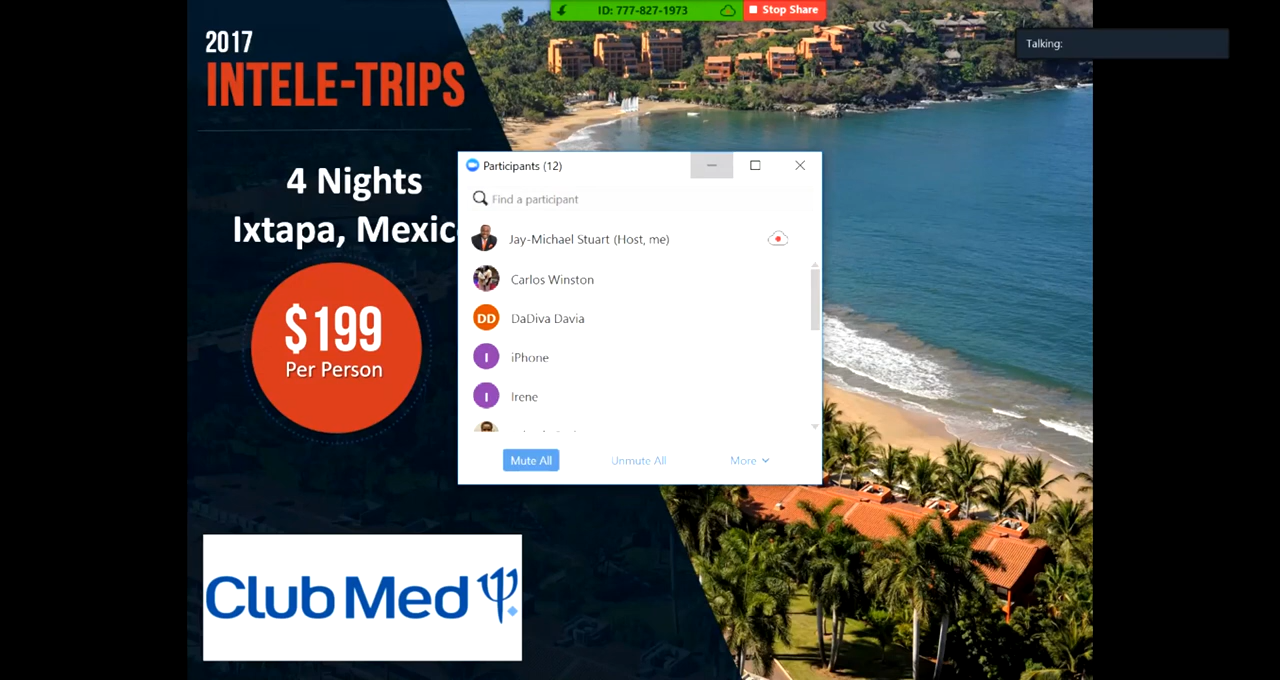 ID: 777-827-1973
Stop Share
Talking:
2017
INTELE-TRIPS
4 Nights
Ixtapa, Mexic
$199
Per Person
Participants (12)
Find a participant
Jay-Michael Stuart (Host, me)
Carlos Winston
DD
DaDiva Davia
I
iPhone
I
Irene
Mute All
Unmute All
More
Club Med